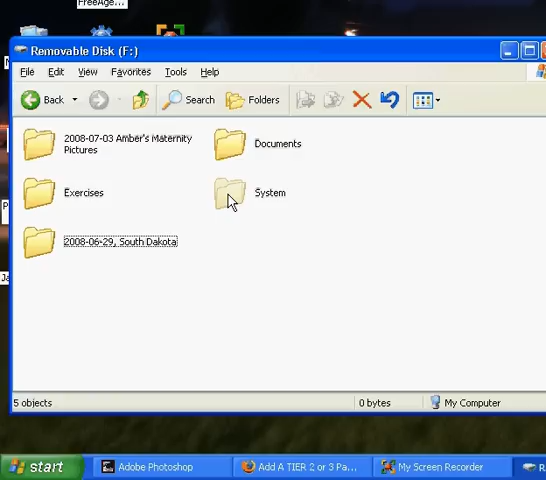 FreeAge...
Removable Disk (F:)
File Edit View Favorites Tools Help
Back Search Folders
2008-07-03 Amber's Maternity
Pictures
Documents
Exercises
System
2008-06-29, South Dakota
5 objects 0 bytes My Computer
start Adobe Photoshop Add A TIER 2 or 3 Pa... My Screen Recorder R